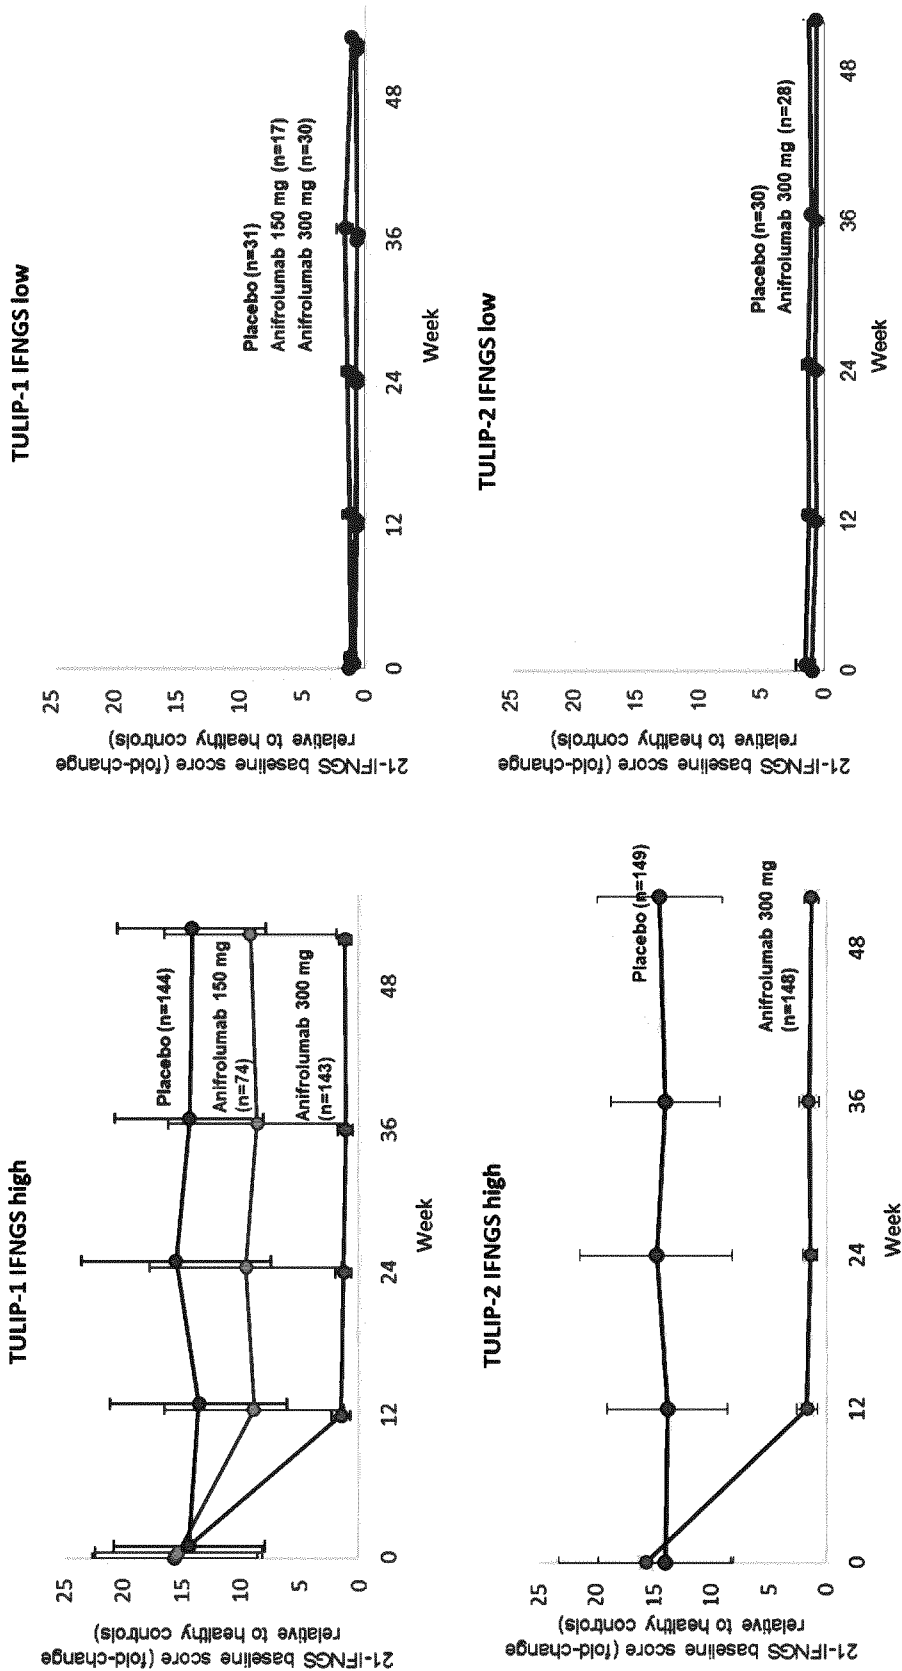 TULIP-1 IFNGS high
21-IFNGS baseline score (fold-change
relative to healthy controls)
25
20
15
10
5
0
Placebo (n=144)
Anifrolumab 150 mg
(n=74)
Anifrolumab 300 mg
(n=143)
0 12 24 36 48
Week
TULIP-1 IFNGS low
21-IFNGS baseline score (fold-change
relative to healthy controls)
25
20
15
10
5
0
Placebo (n=31)
Anifrolumab 150 mg (n=17)
Anifrolumab 300 mg (n=30)
0 12 24 36 48
Week
TULIP-2 IFNGS high
21-IFNGS baseline score (fold-change
relative to healthy controls)
25
20
15
10
5
0
Placebo (n=149)
Anifrolumab 300 mg
(n=148)
0 12 24 36 48
Week
TULIP-2 IFNGS low
21-IFNGS baseline score (fold-change
relative to healthy controls)
25
20
15
10
5
0
Placebo (n=30)
Anifrolumab 300 mg (n=28)
0 12 24 36 48
Week